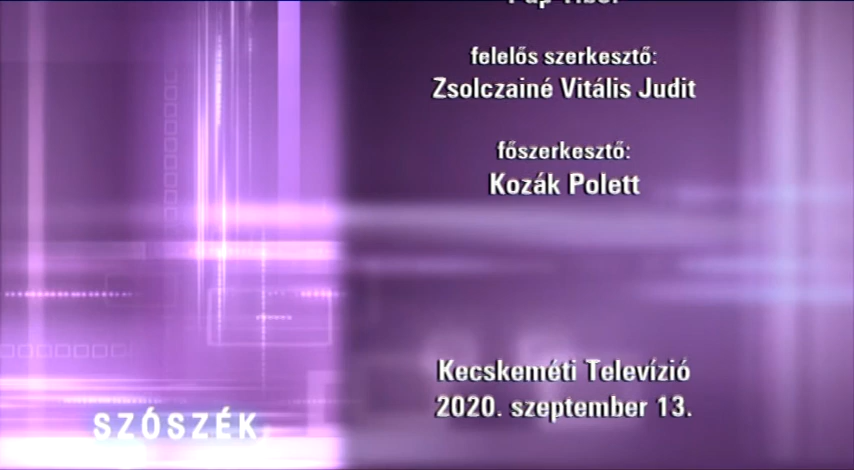 felelős szerkesztő:
Zsolczainé Vitális Judit
főszerkesztő:
Kozák Polett
Kecskeméti Televízió
2020. szeptember 13.
SZÓSZÉK